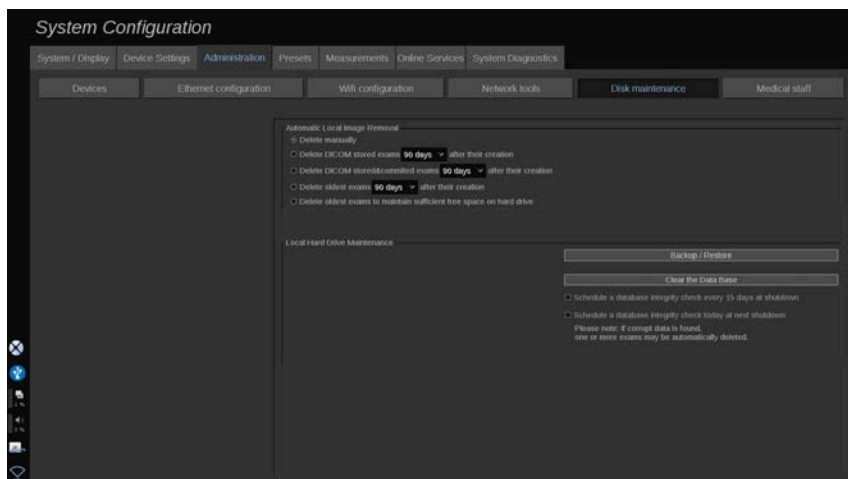 System Configuration
System / Display Device Settings Administration Presets Measurements Online Services System Diagnostics
Devices Ethernet configuration Wifi configuration Network tools Disk maintenance Medical staff
Automatic Local Image Removal
Delete manually
Delete DICOM stored exams 90 days after their creation
Delete DICOM stored&commited exams 90 days after their creation
Delete oldest exams 90 days after their creation
Delete oldest exams to maintain sufficient free space on hard drive
Local Hard Drive Maintenance
Backup / Restore
Clear the Data Base
Schedule a database integrity check every 15 days at shutdown
Schedule a database integrity check today at next shutdown
Please note: if corrupt data is found,
one or more exams may be automatically deleted.